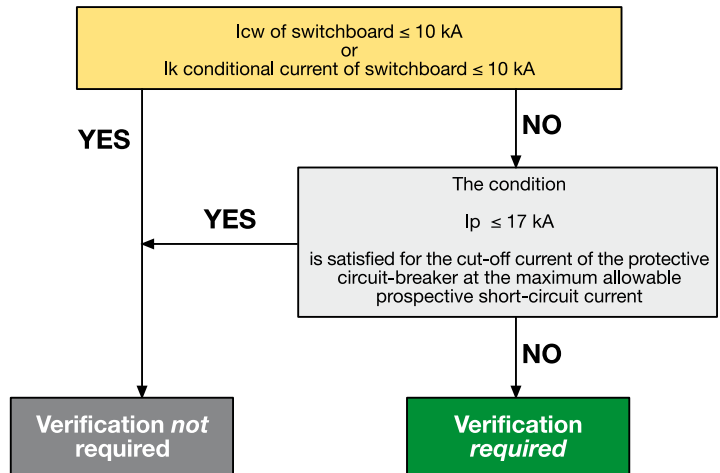 Icw of switchboard ≤ 10 kA
or
Ik conditional current of switchboard ≤ 10 kA
YES
NO
The condition
YES
Ip ≤ 17 kA
is satisfied for the cut-off current of the protective
circuit-breaker at the maximum allowable
prospective short-circuit current
NO
Verification not
required
Verification
required